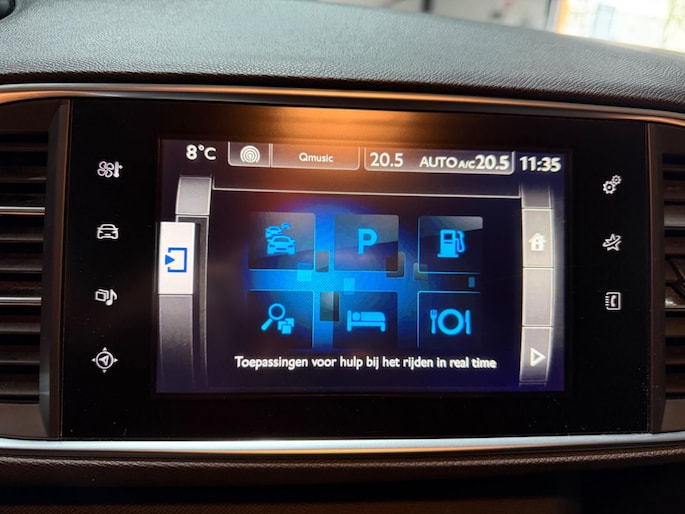 8°C Qmusic 20.5 AUTO A/C 20.5 11:35
P
Toepassingen voor hulp bij het rijden in real time